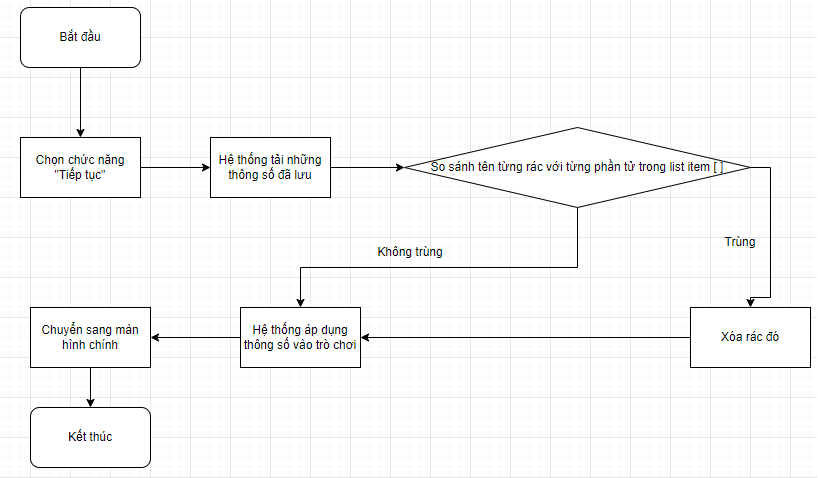 Bắt đầu
Chọn chức năng
"Tiếp tục"
Hệ thống tải những
thông số đã lưu
So sánh tên từng rác với từng phần tử trong list item [ ]
Không trùng
Trùng
Chuyển sang màn
hình chính
Hệ thống áp dụng
thông số vào trò chơi
Xóa rác đó
Kết thúc